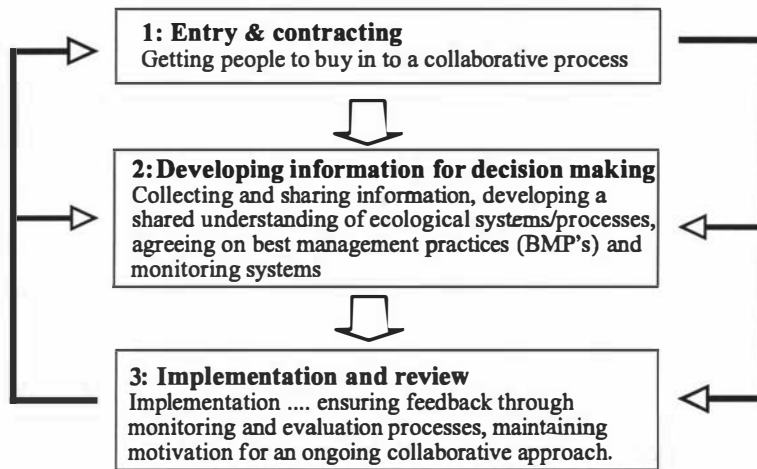 1: Entry & contracting
Getting people to buy in to a collaborative process
2: Developing information for decision making
Collecting and sharing information, developing a
shared understanding of ecological systems/processes,
agreeing on best management practices (BMP's) and
monitoring systems
3: Implementation and review
Implementation .... ensuring feedback through
monitoring and evaluation processes, maintaining
motivation for an ongoing collaborative approach.